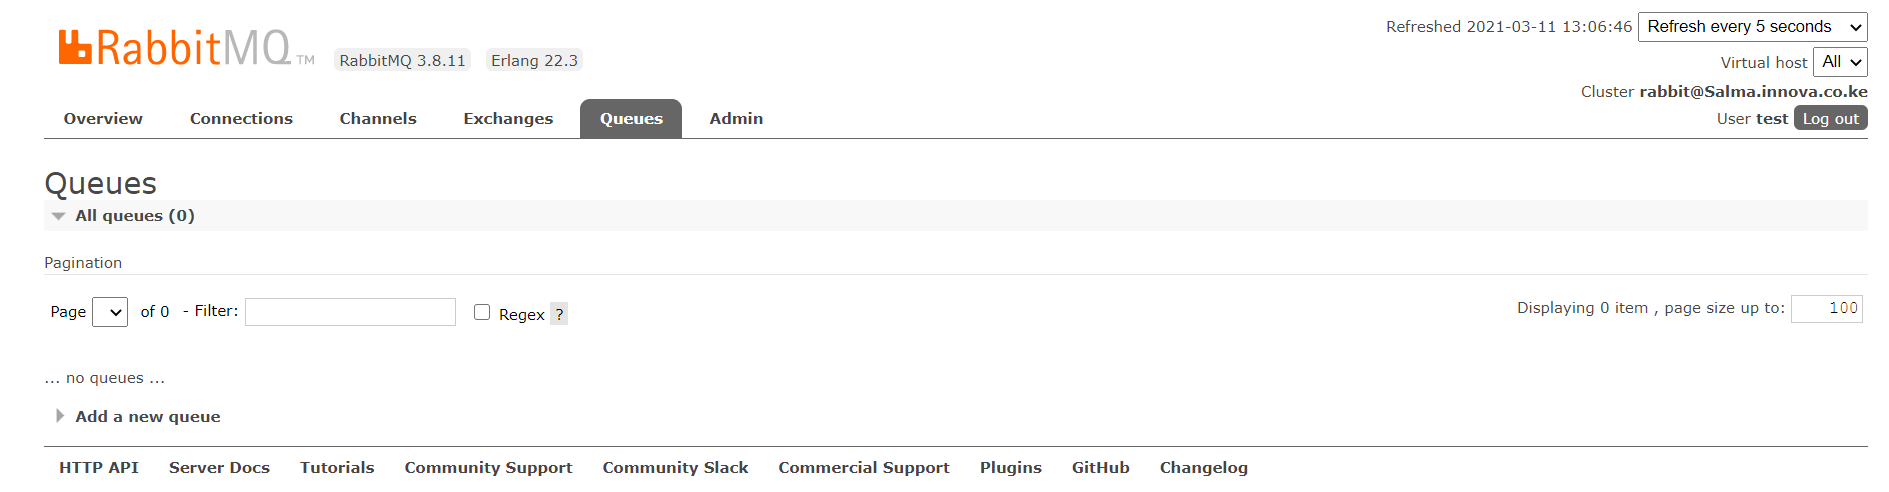 RabbitMQ TM RabbitMQ 3.8.11 Erlang 22.3
Refreshed 2021-03-11 13:06:46 Refresh every 5 seconds
Virtual host All
Cluster rabbit@Salma.innova.co.ke
User test Log out
Overview Connections Channels Exchanges Queues Admin
Queues
All queues (0)
Pagination
Page of 0 - Filter: Regex ? Displaying 0 item , page size up to: 100
... no queues ...
Add a new queue
HTTP API Server Docs Tutorials Community Support Community Slack Commercial Support Plugins GitHub Changelog